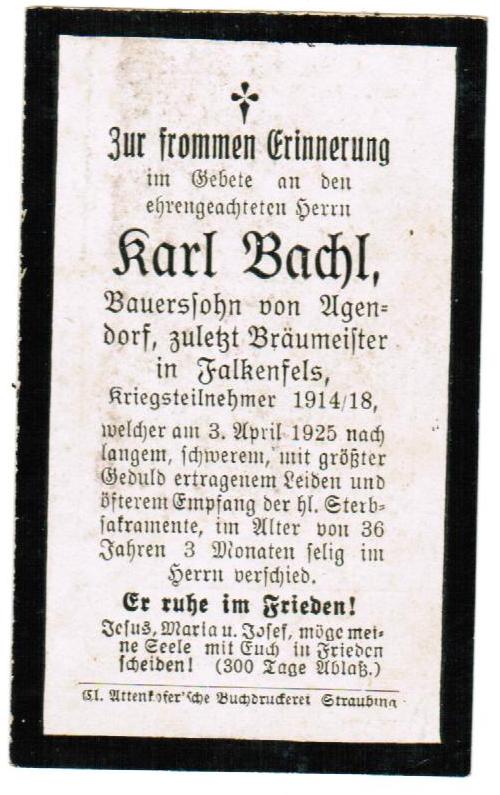 Zur frommen Erinnerung
im Gebete an den
ehrengeachteten Herrn
Karl Bachl,
Bauerssohn von Agen-
dorf, zuletzt Bräumeister
in Falkenfels,
Kriegsteilnehmer 1914/18,
welcher am 3. April 1925 nach
langem, schwerem, mit größter
Geduld ertragenem Leiden und
öfterem Empfang der hl. Sterb-
sakramente, im Alter von 36
Jahren 3 Monaten selig im
Herrn verschied.
Er ruhe im Frieden!
Jesus, Maria u. Josef, möge mei-
ne Seele mit Euch in Frieden
scheiden! (300 Tage Ablaß.)
Cl. Attenkofer'sche Buchdruckerei Straubing